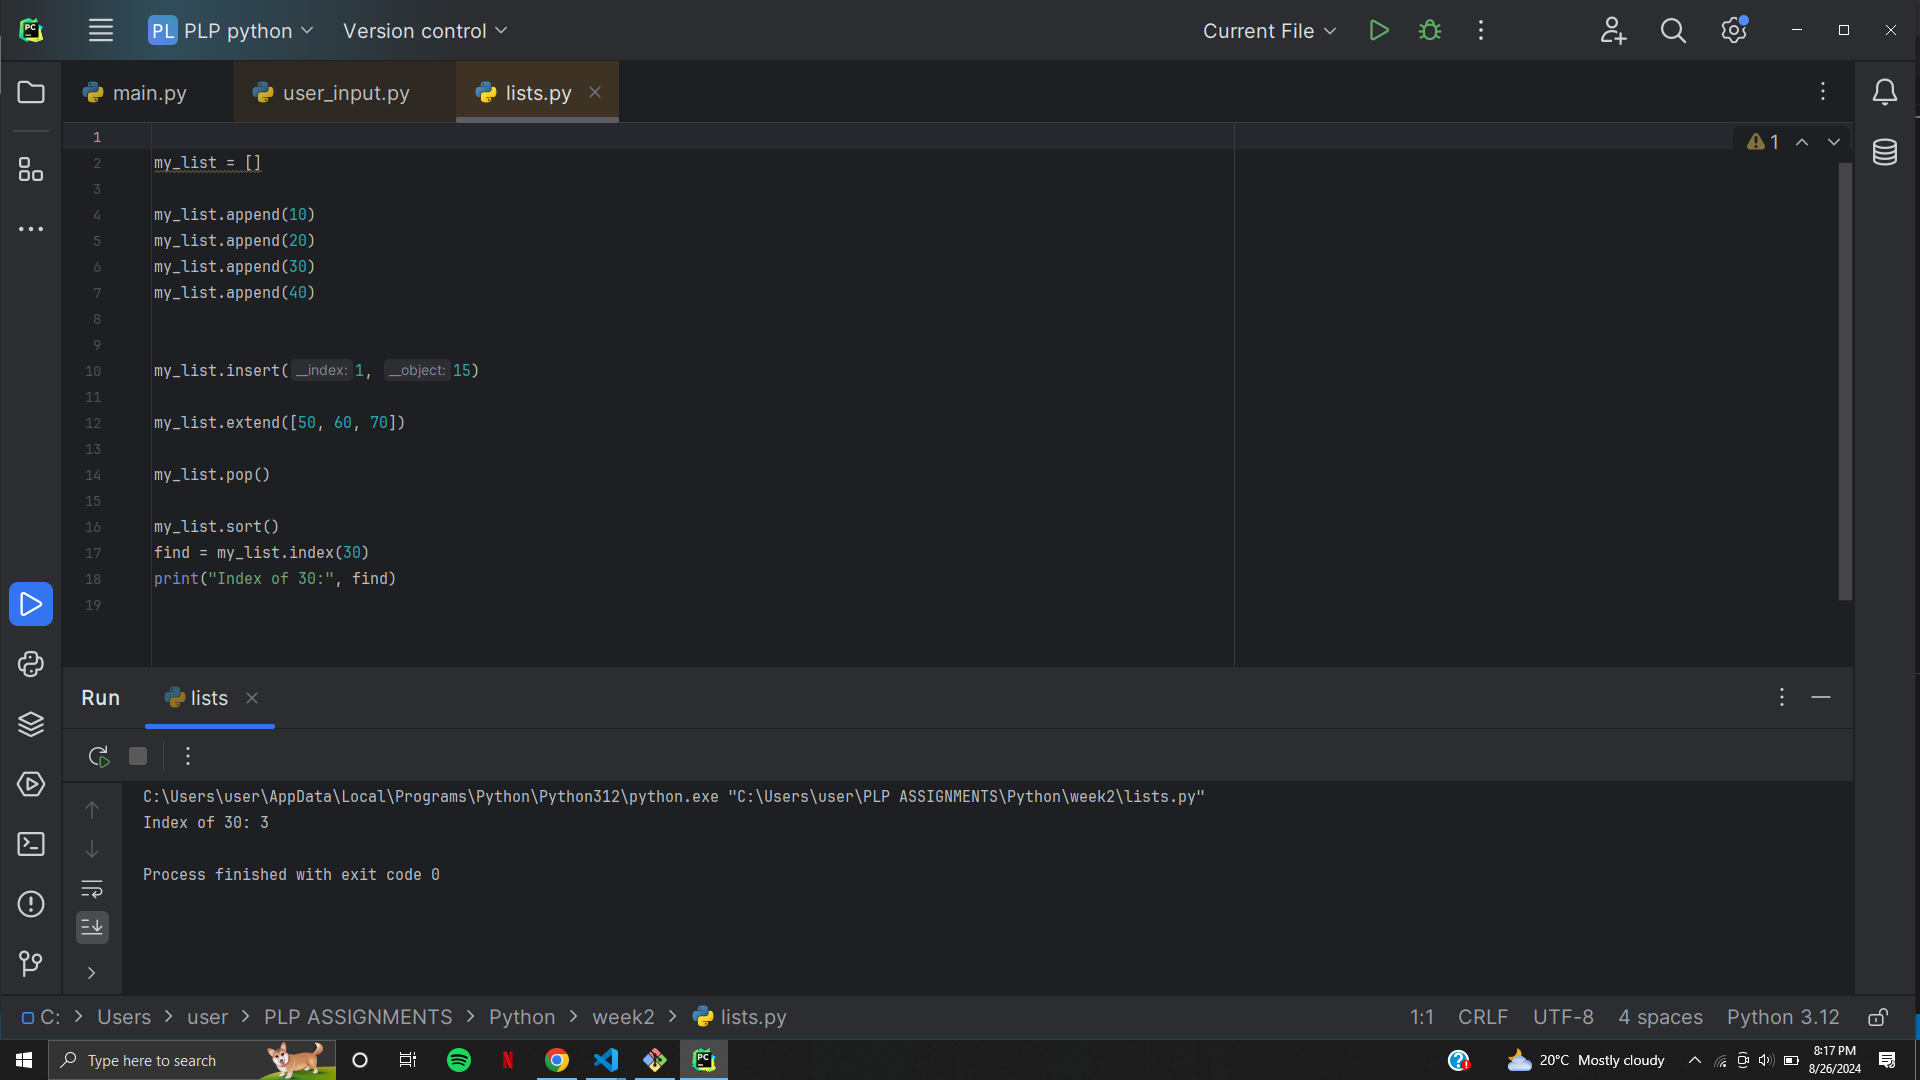 PC
PL PLP python Version control Current File
main.py user_input.py lists.py
1
1
2 my_list = []
3
4 my_list.append(10)
5 my_list.append(20)
6 my_list.append(30)
7 my_list.append(40)
8
9
10 my_list.insert(__index: 1, __object: 15)
11
12 my_list.extend([50, 60, 70])
13
14 my_list.pop()
15
16 my_list.sort()
17 find = my_list.index(30)
18 print("Index of 30:", find)
19
Run lists
C:\Users\user\AppData\Local\Programs\Python\Python312\python.exe "C:\Users\user\PLP ASSIGNMENTS\Python\week2\lists.py"
Index of 30: 3
Process finished with exit code 0
C: > Users > user > PLP ASSIGNMENTS > Python > week2 > lists.py 1:1 CRLF UTF-8 4 spaces Python 3.12
Type here to search N PC 20°C Mostly cloudy 8:17 PM
8/26/2024